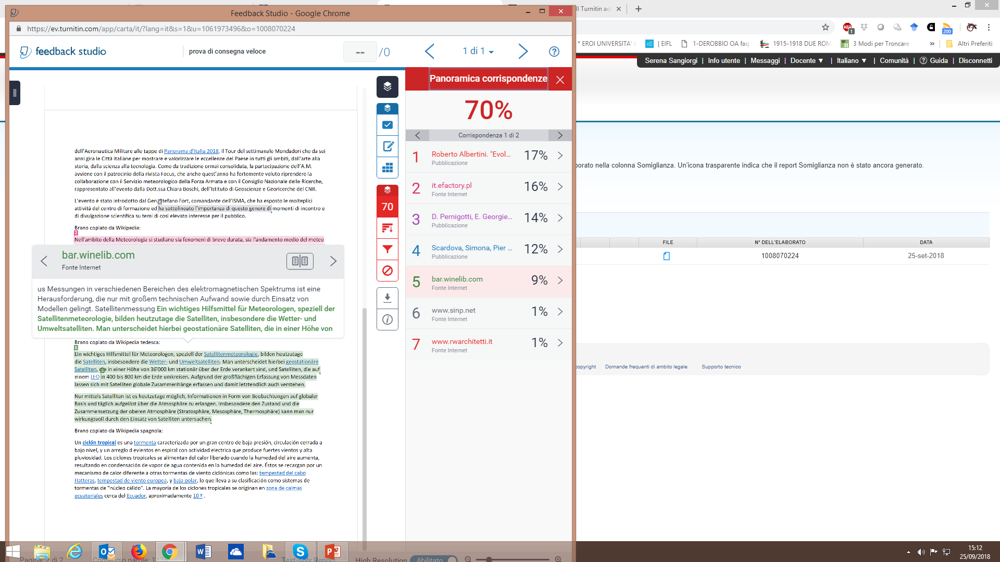 Feedback Studio - Google Chrome
https://ev.turnitin.com/app/carta/it/?lang=it&s=1&u=1061973496&o=1008070224
feedback studio
prova di consegna veloce
-- /0
1 di 1
dell'Aeronautica Militare alle tappe di Panorama d'Italia 2018, il Tour del settimanale Mondadori che da sei
anni gira le Città italiane per mostrare e valorizzare le eccellenze del Paese in tutti gli ambiti, dall'arte alla
storia, dalla scienza alla tecnologia. Come da tradizione ormai consolidata, la partecipazione dell'A.M.
avviene con il patrocinio della rivista Focus, che anche quest'anno ha fortemente voluto riprendere la
collaborazione con il Servizio meteorologico della Forza Armata e con il Consiglio Nazionale delle Ricerche,
rappresentato all'evento dalla Dott.ssa Chiara Boschi, dell'Istituto di Geoscienze e Georicerche del CNR.
L'evento è stato introdotto dal Gen. Stefano Fort, comandante dell'ISMA, che ha esposto le molteplici
attività del centro di formazione ed ha sottolineato l'importanza di questo genere di momenti di incontro e
di divulgazione scientifica su temi di così elevato interesse per il pubblico.
Brano copiato da Wikipedia:
2
Nell'ambito della Meteorologia si studiano sia fenomeni di breve durata, sia l'andamento medio del meteo
bar.winelib.com
Fonte Internet
us Messungen in verschiedenen Bereichen des elektromagnetischen Spektrums ist eine
Herausforderung, die nur mit großem technischen Aufwand sowie durch Einsatz von
Modellen gelingt. Satellitenmessung Ein wichtiges Hilfsmittel für Meteorologen, speziell der
Satellitenmeteorologie, bilden heutzutage die Satelliten, insbesondere die Wetter- und
Umweltsatelliten. Man unterscheidet hierbei geostationäre Satelliten, die in einer Höhe von
Brano copiato da Wikipedia tedesca:
5
Ein wichtiges Hilfsmittel für Meteorologen, speziell der Satellitenmeteorologie, bilden heutzutage
die Satelliten, insbesondere die Wetter- und Umweltsatelliten. Man unterscheidet hierbei geostationäre
Satelliten, die in einer Höhe von 36'000 km stationär über der Erde verankert sind, und Satelliten, die auf
einem LEO in 400 bis 800 km die Erde umkreisen. Aufgrund der großflächigen Erfassung von Messdaten
lassen sich mit Satelliten globale Zusammenhänge erfassen und damit letztendlich auch verstehen.
Nur mittels Satelliten ist es heutzutage möglich, Informationen in Form von Beobachtungen auf globaler
Basis und täglich aufgelöst über die Atmosphäre zu erlangen. Insbesondere den Zustand und die
Zusammensetzung der oberen Atmosphäre (Stratosphäre, Mesosphäre, Thermosphäre) kann man nur
wirkungsvoll durch den Einsatz von Satelliten untersuchen.
Brano copiato da Wikipedia spagnola:
Un ciclón tropical es una tormenta caracterizada por un gran centro de baja presión, circulación cerrada a
bajo nivel, y un arreglo d evientos en espiral con actividad electrica que produce fuertes vientos y alta
pluviosidad. Los ciclones tropicales se alimentan del calor liberado cuando la humedad del aire aumenta,
resultando en condensación de vapor de agua contenida en la humedad del aire. Éstos se recargan por un
mecanismo de calor diferente a otras tormentas de viento ciclónicas como las: tempestad del cabo
Hatteras, tempestad de viento europea, y baja polar, lo que lleva a su clasificación como sistemas de
tormentas de "núcleo cálido". La mayoria de los ciclones tropicales se originan en zona de calmas
ecuatoriales cerca del Ecuador, aproximadamente 10 º .
70
Panoramica corrispondenze
70%
Corrispondenza 1 di 2
1 Roberto Albertini. "Evol... 17%
Pubblicazione
2 it.efactory.pl 16%
Fonte Internet
3 D. Pernigotti, E. Georgie... 14%
Pubblicazione
4 Scardova, Simona, Pier ... 12%
Pubblicazione
5 bar.winelib.com 9%
Fonte Internet
6 www.sinp.net 1%
Fonte Internet
7 www.rwarchitetti.it 1%
Fonte Internet
ll Turnitin acc
ABP 1
200
* EROI UNIVERSITA'
eifl | EIFL
1-DEROBBIO OA faq
1915-1918 DUE ROM
3 Modi per Troncare
»
Altri Preferiti
Serena Sangiorgi | Info utente | Messaggi | Docente ▼ | Italiano ▼ | Comunità | Guida | Disconnetti
borato nella colonna Somiglianza. Un'icona trasparente indica che il report Somiglianza non è stato ancora generato.
FILE N° DELL'ELABORATO DATA
1008070224 25-set-2018
copyright Domande frequenti di ambito legale Supporto tecnico
Text-only Report
High Resolution Abilitato
15:12
25/09/2018